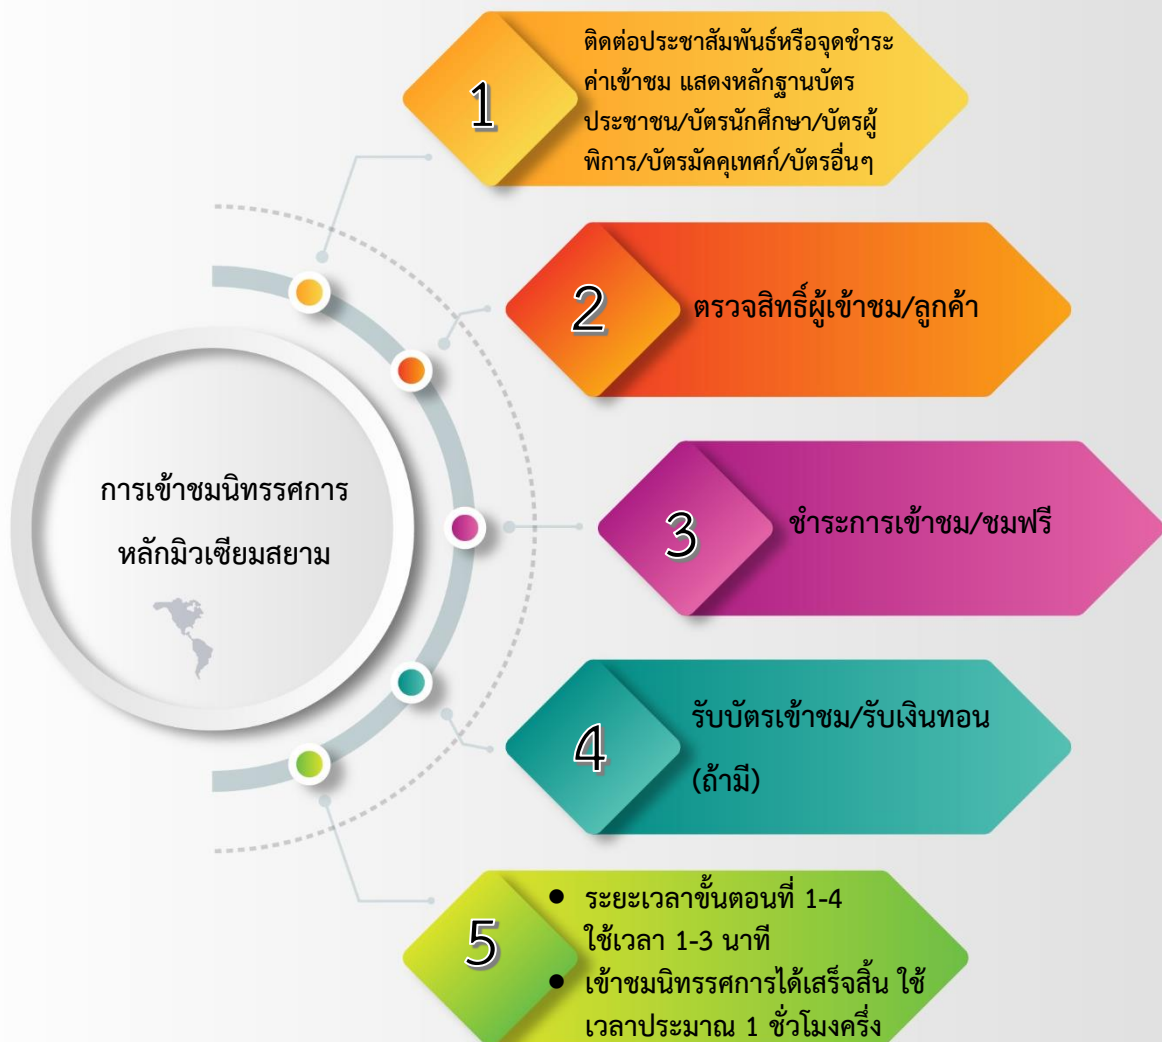 1
ติดต่อประชาสัมพันธ์หรือจุดชำระ
ค่าเข้าชม แสดงหลักฐานบัตร
ประชาชน/บัตรนักศึกษา/บัตรผู้
พิการ/บัตรมัคคุเทศก์/บัตรอื่นๆ
2
ตรวจสิทธิ์ผู้เข้าชม/ลูกค้า
การเข้าชมนิทรรศการ
หลักมิวเซียมสยาม
3
ชำระการเข้าชม/ชมฟรี
4
รับบัตรเข้าชม/รับเงินทอน
(ถ้ามี)
5
• ระยะเวลาขั้นตอนที่ 1-4
ใช้เวลา 1-3 นาที
• เข้าชมนิทรรศการได้เสร็จสิ้น ใช้
เวลาประมาณ 1 ชั่วโมงครึ่ง